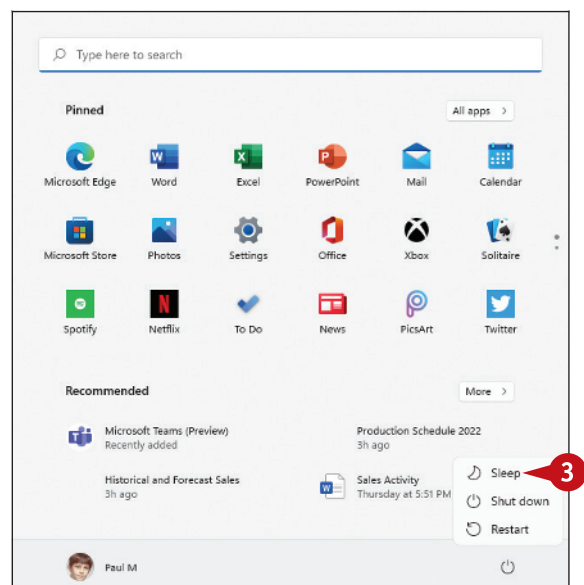 Type here to search
Pinned
All apps >
Microsoft Edge Word Excel PowerPoint Mail Calendar
Microsoft Store Photos Settings Office Xbox Solitaire
Spotify Netflix To Do News PicsArt Twitter
Recommended
More >
Microsoft Teams (Preview)
Recently added
Production Schedule 2022
3h ago
Historical and Forecast Sales
3h ago
Sales Activity
Thursday at 5:51 PM
Sleep
3
Shut down
Restart
Paul M